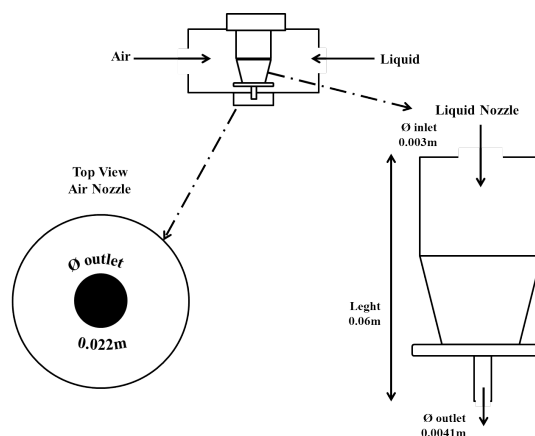 Air
Liquid
Liquid Nozzle
Ø inlet
0.003m
Top View
Air Nozzle
Ø outlet
0.022m
Leght
0.06m
Ø outlet
0.0041m